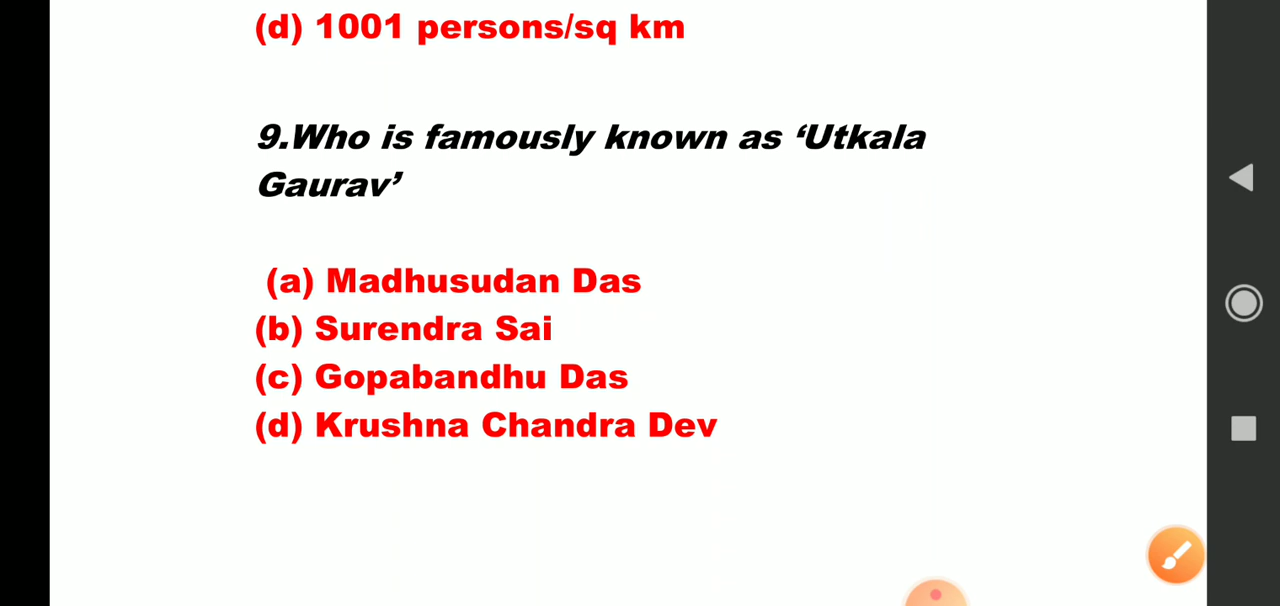 (d) 1001 persons/sq km
9.Who is famously known as ‘Utkala
Gaurav’
(a) Madhusudan Das
(b) Surendra Sai
(c) Gopabandhu Das
(d) Krushna Chandra Dev